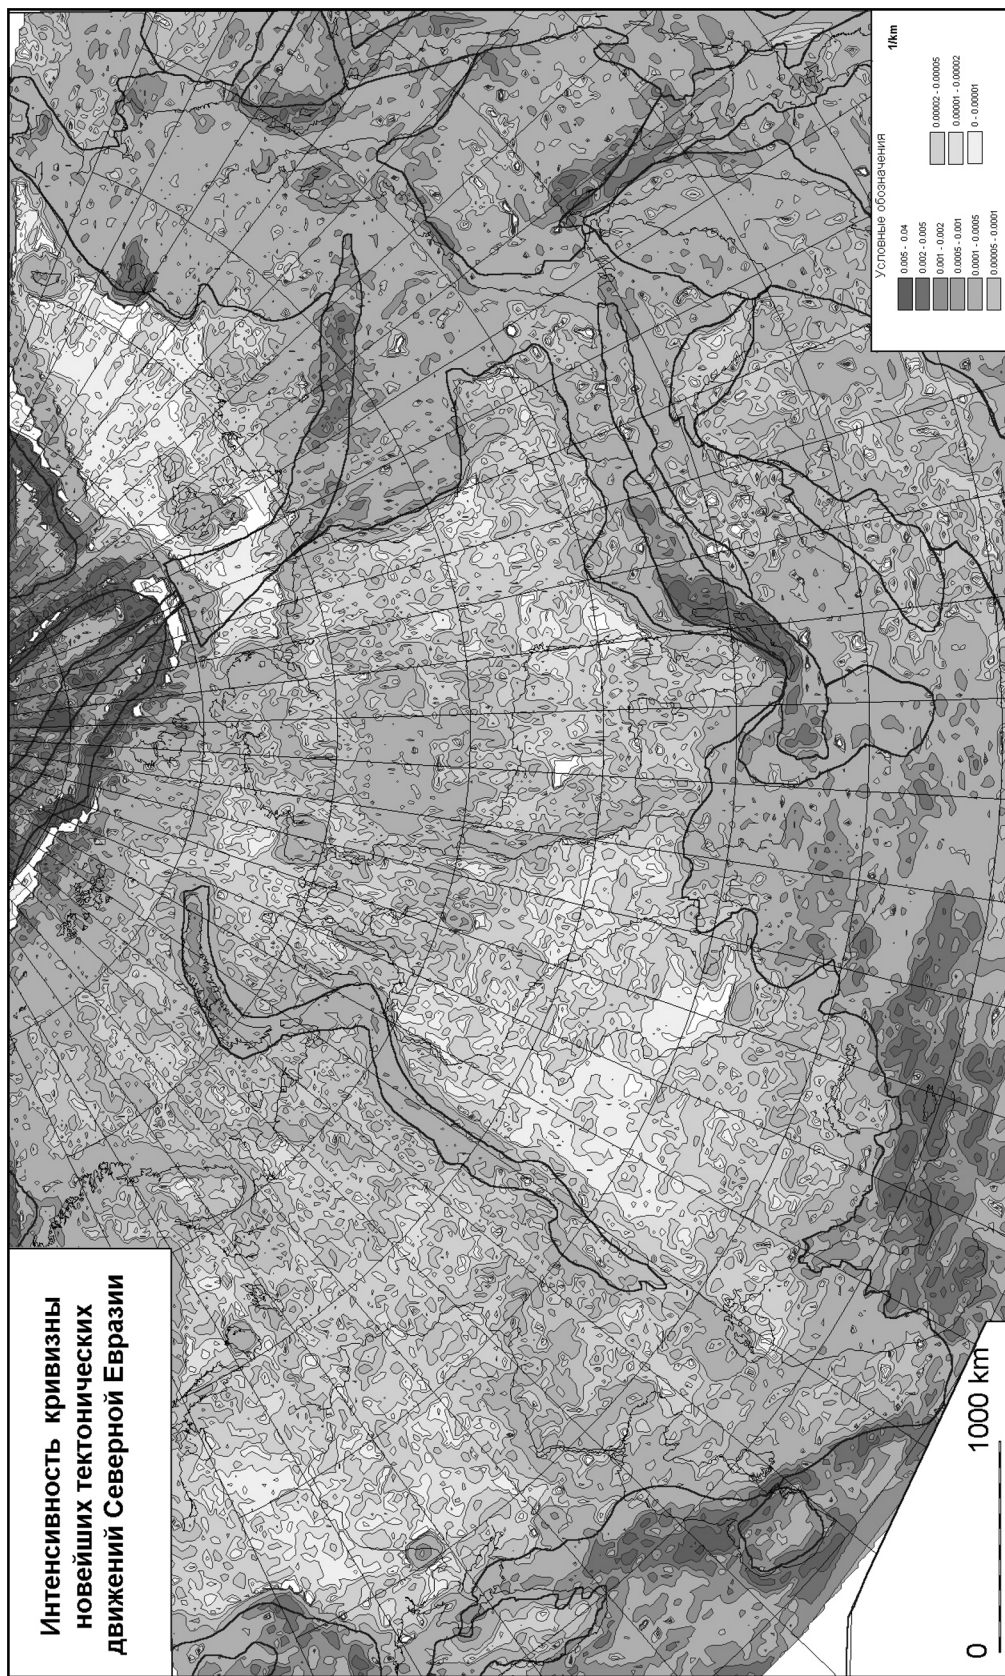 Интенсивность кривизны
новейших тектонических
движений Северной Евразии
0
1000 km
Условные обозначения
1/km
0.005 - 0.04
0.002 - 0.005
0.001 - 0.002
0.0005 - 0.001
0.0001 - 0.0005
0.00005 - 0.0001
0.00002 - 0.00005
0.00001 - 0.00002
0 - 0.00001